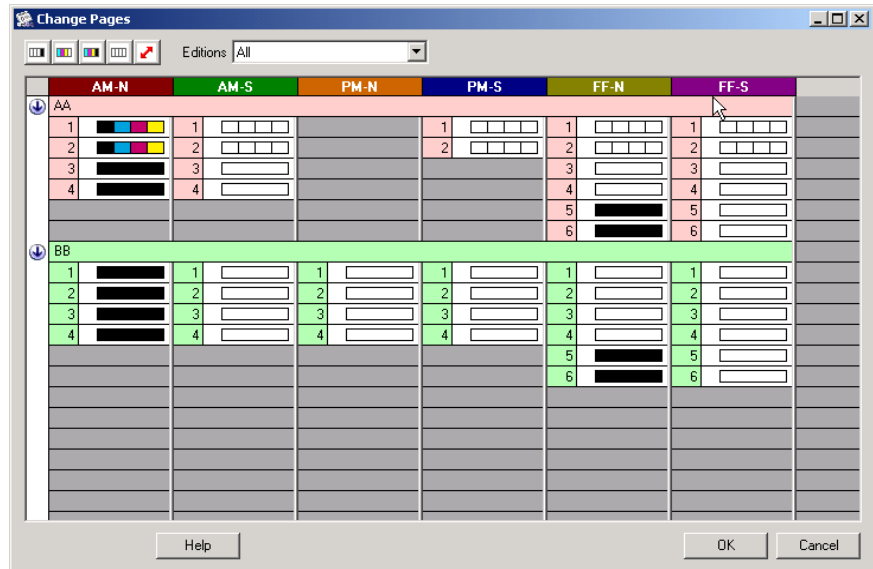 Change Pages
Editions All
AM-N AM-S PM-N PM-S FF-N FF-S
AA
1 1 1 1 1
2 2 2 2 2
3 3 3 3
4 4 4 4
5 5
6 6
BB
1 1 1 1 1 1
2 2 2 2 2 2
3 3 3 3 3 3
4 4 4 4 4 4
5 5
6 6
Help OK Cancel